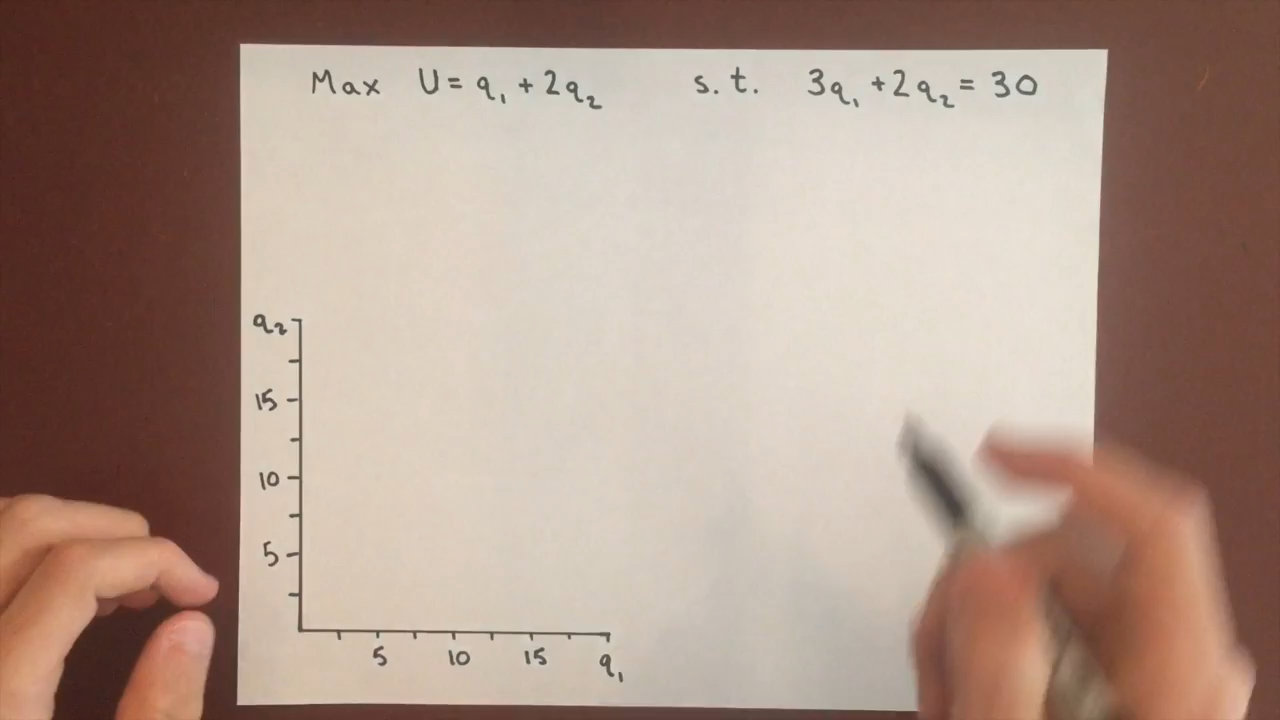 Max U = q₁ + 2q₂ s.t. 3q₁ + 2q₂ = 30
q₂
15
10
5
5 10 15 q₁